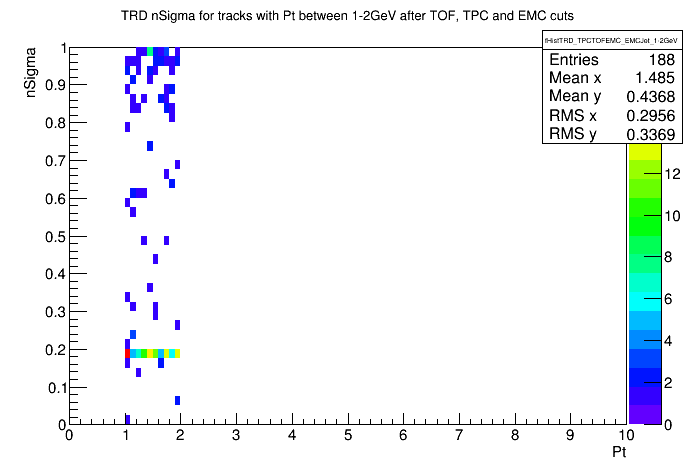 TRD nSigma for tracks with Pt between 1-2GeV after TOF, TPC and EMC cuts
fHistTRD_TPCTOFEMC_EMCJet_1-2GeV
Entries 188
Mean x 1.485
Mean y 0.4368
RMS x 0.2956
RMS y 0.3369
nSigma
1
0.9
0.8
0.7
0.6
0.5
0.4
0.3
0.2
0.1
0
12
10
8
6
4
2
0
0 1 2 3 4 5 6 7 8 9 10
Pt